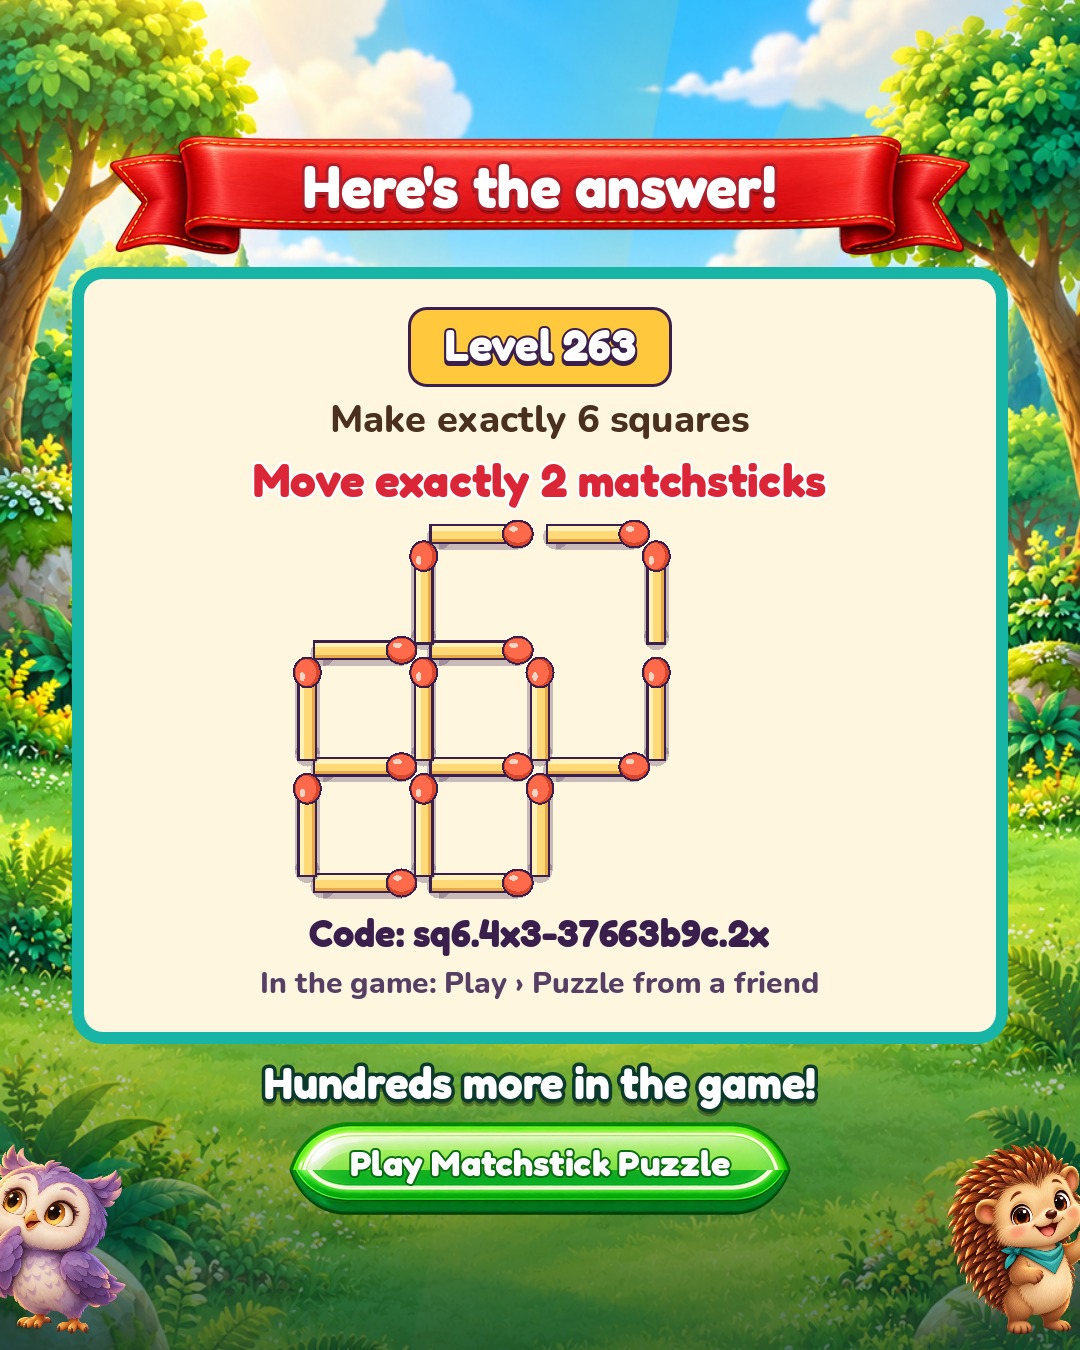 Here's the answer!
Level 263
Make exactly 6 squares
Move exactly 2 matchsticks
Code: sq6.4x3-37663b9c.2x
In the game: Play › Puzzle from a friend
Hundreds more in the game!
Play Matchstick Puzzle